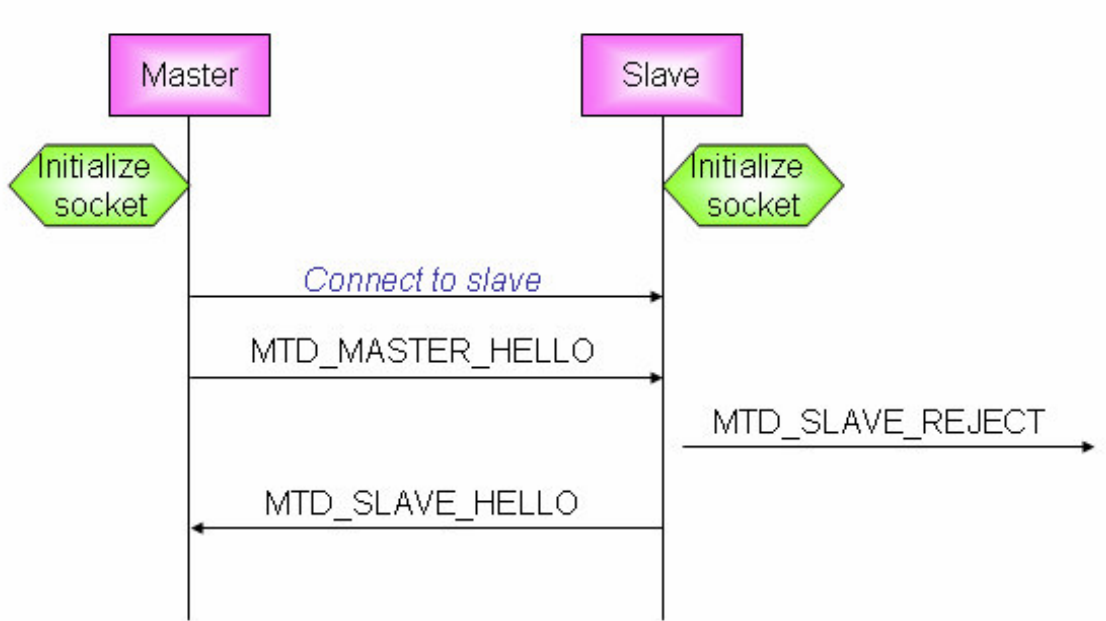 Master
Slave
Initialize
socket
Initialize
socket
Connect to slave
MTD_MASTER_HELLO
MTD_SLAVE_REJECT
MTD_SLAVE_HELLO